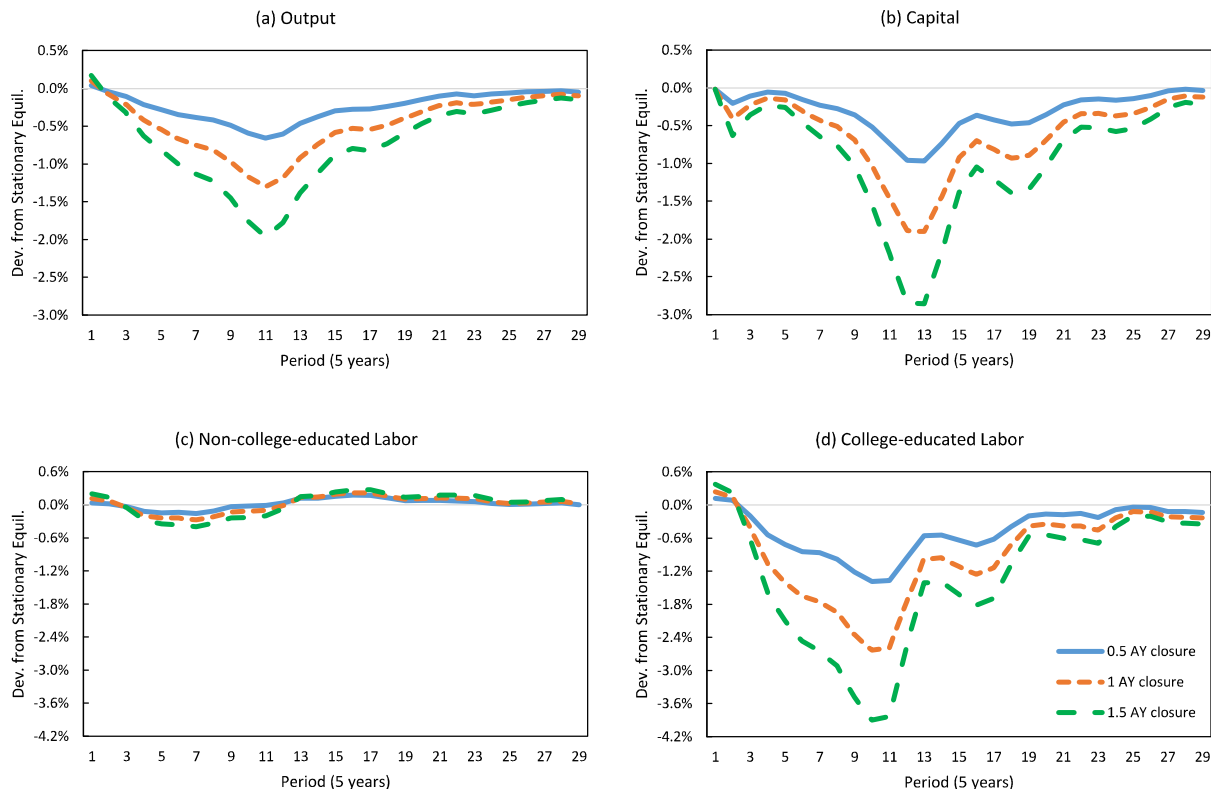 (a) Output
Dev. from Stationary Equil.
0.5%
0.0%
-0.5%
-1.0%
-1.5%
-2.0%
-2.5%
-3.0%
1 3 5 7 9 11 13 15 17 19 21 23 25 27 29
Period (5 years)
(b) Capital
Dev. from Stationary Equil.
0.5%
0.0%
-0.5%
-1.0%
-1.5%
-2.0%
-2.5%
-3.0%
1 3 5 7 9 11 13 15 17 19 21 23 25 27 29
Period (5 years)
(c) Non-college-educated Labor
Dev. from Stationary Equil.
0.6%
0.0%
-0.6%
-1.2%
-1.8%
-2.4%
-3.0%
-3.6%
-4.2%
1 3 5 7 9 11 13 15 17 19 21 23 25 27 29
Period (5 years)
(d) College-educated Labor
Dev. from Stationary Equil.
0.6%
0.0%
-0.6%
-1.2%
-1.8%
-2.4%
-3.0%
-3.6%
-4.2%
0.5 AY closure
1 AY closure
1.5 AY closure
1 3 5 7 9 11 13 15 17 19 21 23 25 27 29
Period (5 years)